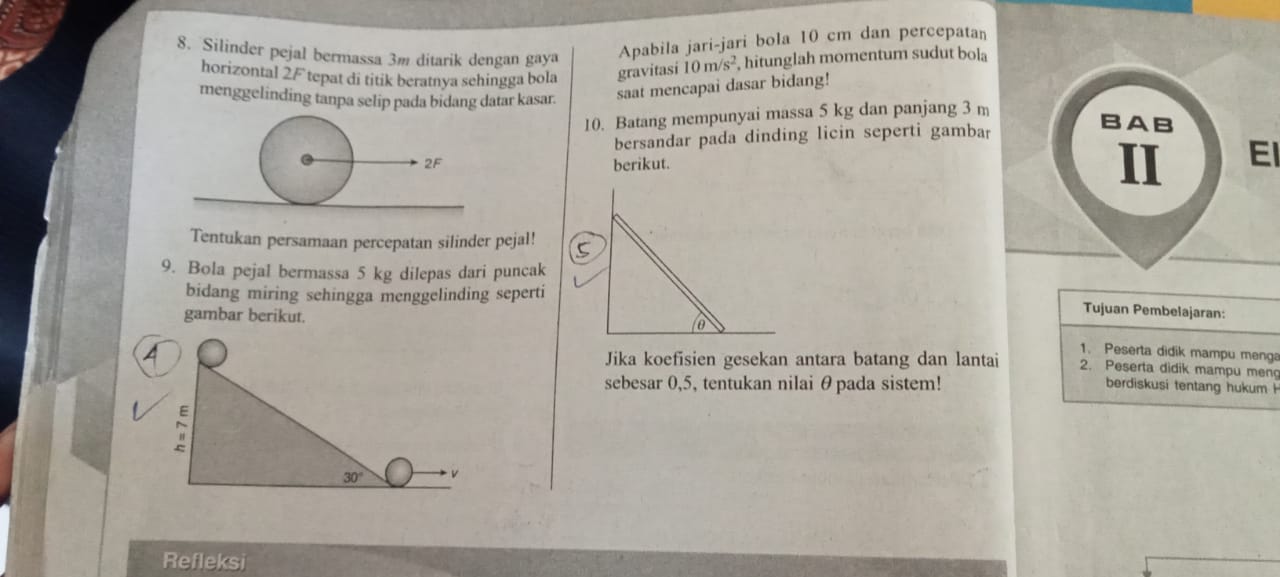 8. Silinder pejal bermassa 3m ditarik dengan gaya
horizontal 2F tepat di titik beratnya sehingga bola
menggelinding tanpa selip pada bidang datar kasar.
2F
Tentukan persamaan percepatan silinder pejal!
9. Bola pejal bermassa 5 kg dilepas dari puncak
bidang miring sehingga menggelinding seperti
gambar berikut.
A
h = 7 m
30°
v
Refleksi
Apabila jari-jari bola 10 cm dan percepatan
gravitasi 10 m/s², hitunglah momentum sudut bola
saat mencapai dasar bidang!
10. Batang mempunyai massa 5 kg dan panjang 3 m
bersandar pada dinding licin seperti gambar
berikut.
5
θ
Jika koefisien gesekan antara batang dan lantai
sebesar 0,5, tentukan nilai θ pada sistem!
BAB
II
El
Tujuan Pembelajaran:
1. Peserta didik mampu menga
2. Peserta didik mampu meng
berdiskusi tentang hukum H